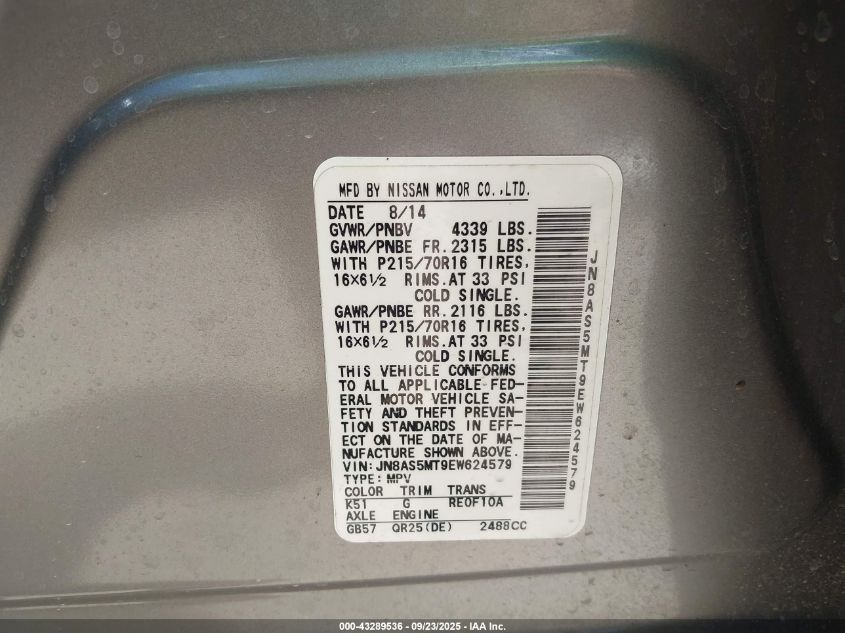 MFD BY NISSAN MOTOR CO.,LTD.
DATE 8/14
GVWR/PNBV 4339 LBS.
GAWR/PNBE FR. 2315 LBS.
WITH P215/70R16 TIRES,
16×6½ RIMS.AT 33 PSI
COLD SINGLE.
GAWR/PNBE RR. 2116 LBS.
WITH P215/70R16 TIRES,
16×6½ RIMS.AT 33 PSI
COLD SINGLE.
THIS VEHICLE CONFORMS
TO ALL APPLICABLE FED-
ERAL MOTOR VEHICLE SA-
FETY AND THEFT PREVEN-
TION STANDARDS IN EFF-
ECT ON THE DATE OF MA-
NUFACTURE SHOWN ABOVE.
VIN:JN8AS5MT9EW624579
TYPE:MPV
COLOR TRIM TRANS
K51 G RE0F10A
AXLE ENGINE
GB57 QR25(DE) 2488CC
JN8AS5MT9EW624579
000-43289536 - 09/23/2025 - IAA Inc.